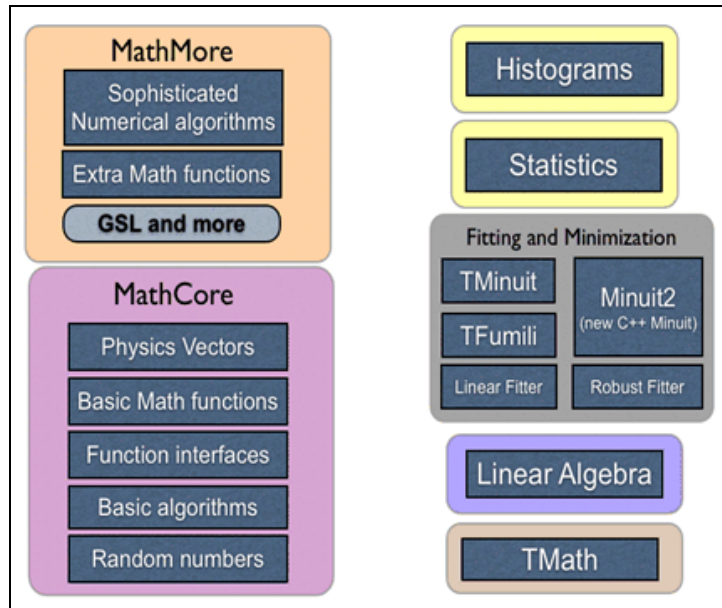 MathMore
Sophisticated
Numerical algorithms
Extra Math functions
GSL and more
MathCore
Physics Vectors
Basic Math functions
Function interfaces
Basic algorithms
Random numbers
Histograms
Statistics
Fitting and Minimization
TMinuit
TFumili
Linear Fitter
Minuit2
(new C++ Minuit)
Robust Fitter
Linear Algebra
TMath